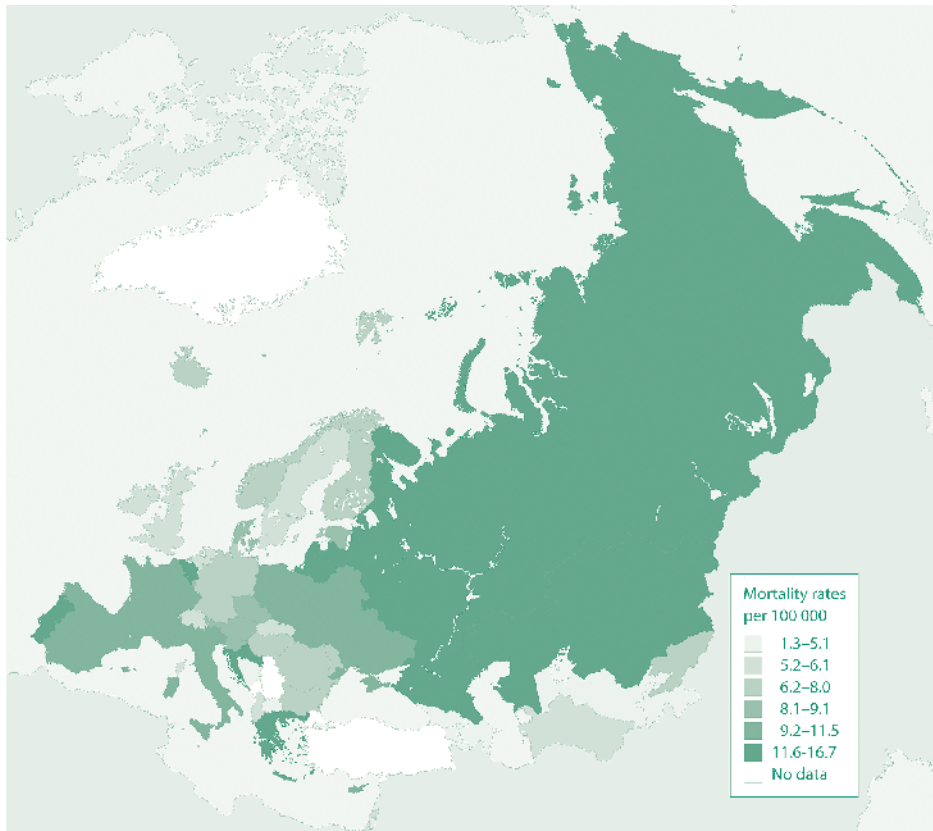 Mortality rates
per 100 000
1.3–5.1
5.2–6.1
6.2–8.0
8.1–9.1
9.2–11.5
11.6-16.7
No data